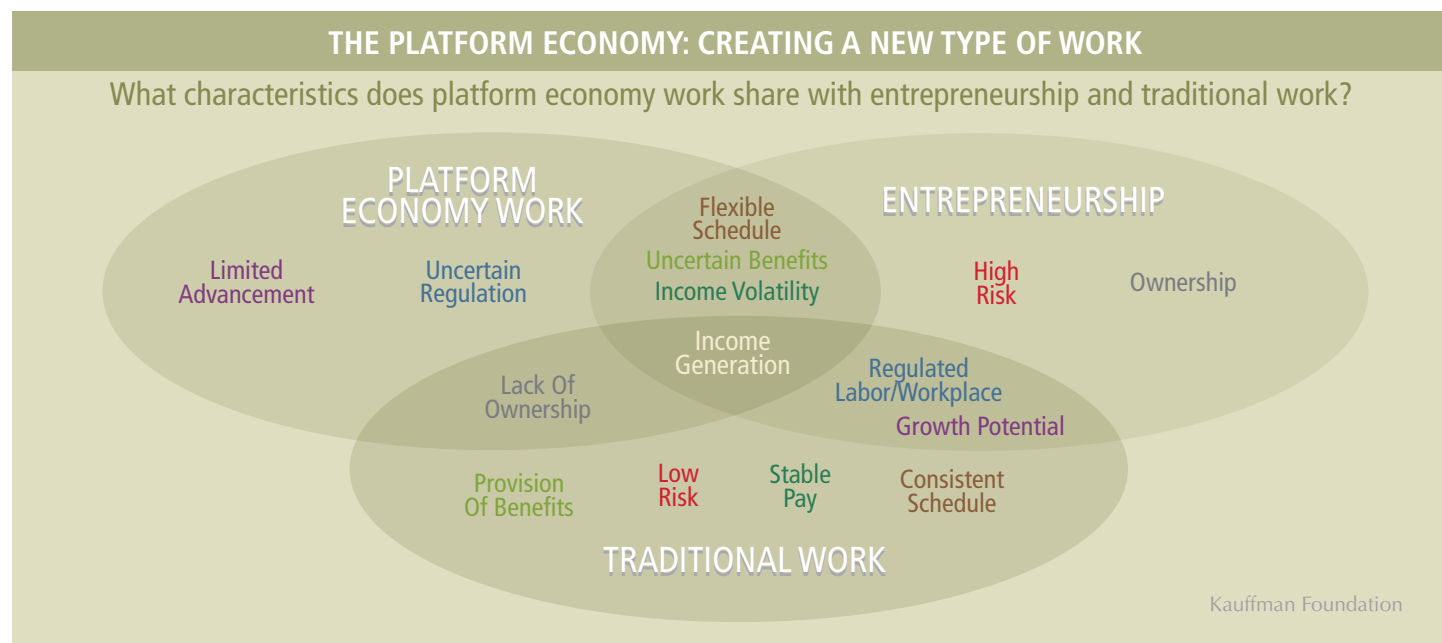 THE PLATFORM ECONOMY: CREATING A NEW TYPE OF WORK
What characteristics does platform economy work share with entrepreneurship and traditional work?
PLATFORM
ECONOMY WORK
ENTREPRENEURSHIP
Flexible
Schedule
Uncertain Benefits
Income Volatility
Limited
Advancement
Uncertain
Regulation
High
Risk
Ownership
Income
Generation
Lack Of
Ownership
Regulated
Labor/Workplace
Growth Potential
Provision
Of Benefits
Low
Risk
Stable
Pay
Consistent
Schedule
TRADITIONAL WORK
Kauffman Foundation